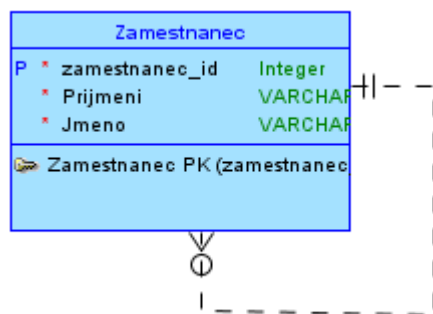 Zamestnanec
P * zamestnanec_id Integer
* Prijmeni VARCHAR
* Jmeno VARCHAR
Zamestnanec PK (zamestnanec